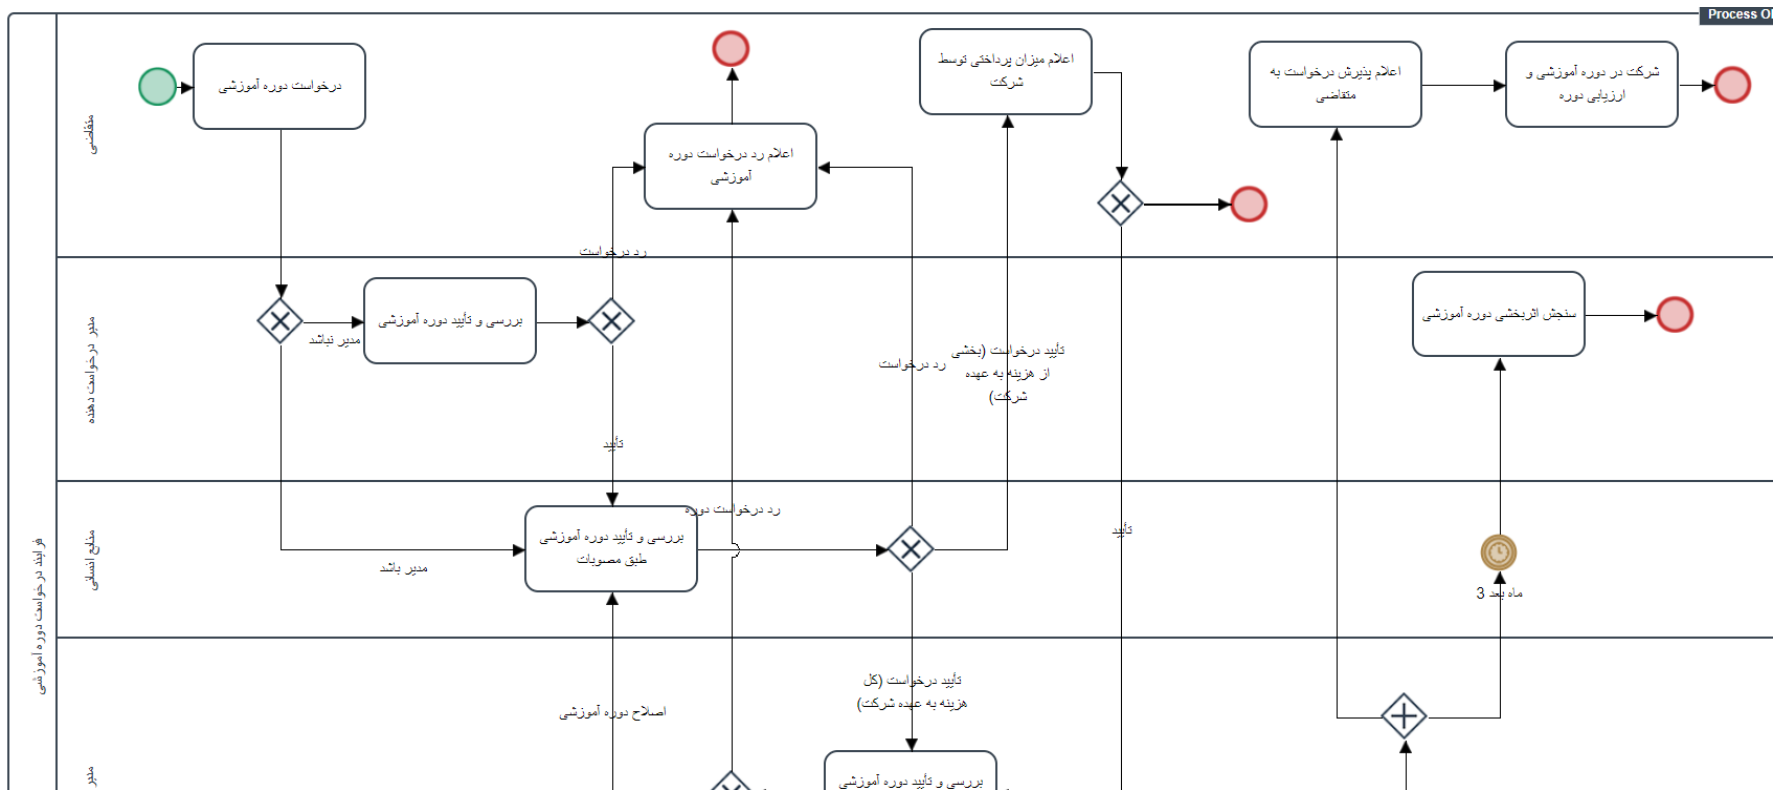 Process O
درخواست دوره آموزشی
اعلام رد درخواست دوره
آموزشی
اعلام میزان پرداختی توسط
شرکت
اعلام پذیرش درخواست به
متقاضی
شرکت در دوره آموزشی و
ارزیابی دوره
متقاضی
رد درخواست
بررسی و تأیید دوره آموزشی
مدیر نباشد
تأیید
رد درخواست
تأیید درخواست (بخشی
از هزینه به عهده
شرکت)
سنجش اثربخشی دوره آموزشی
مدیر درخواست دهنده
رد درخواست دوره
بررسی و تأیید دوره آموزشی
طبق مصوبات
مدیر باشد
تأیید
3 ماه بعد
منابع انسانی
فرایند درخواست دوره آموزشی
اصلاح دوره آموزشی
تأیید درخواست (کل
هزینه به عهده شرکت)
بررسی و تأیید دوره آموزشی
مدیر